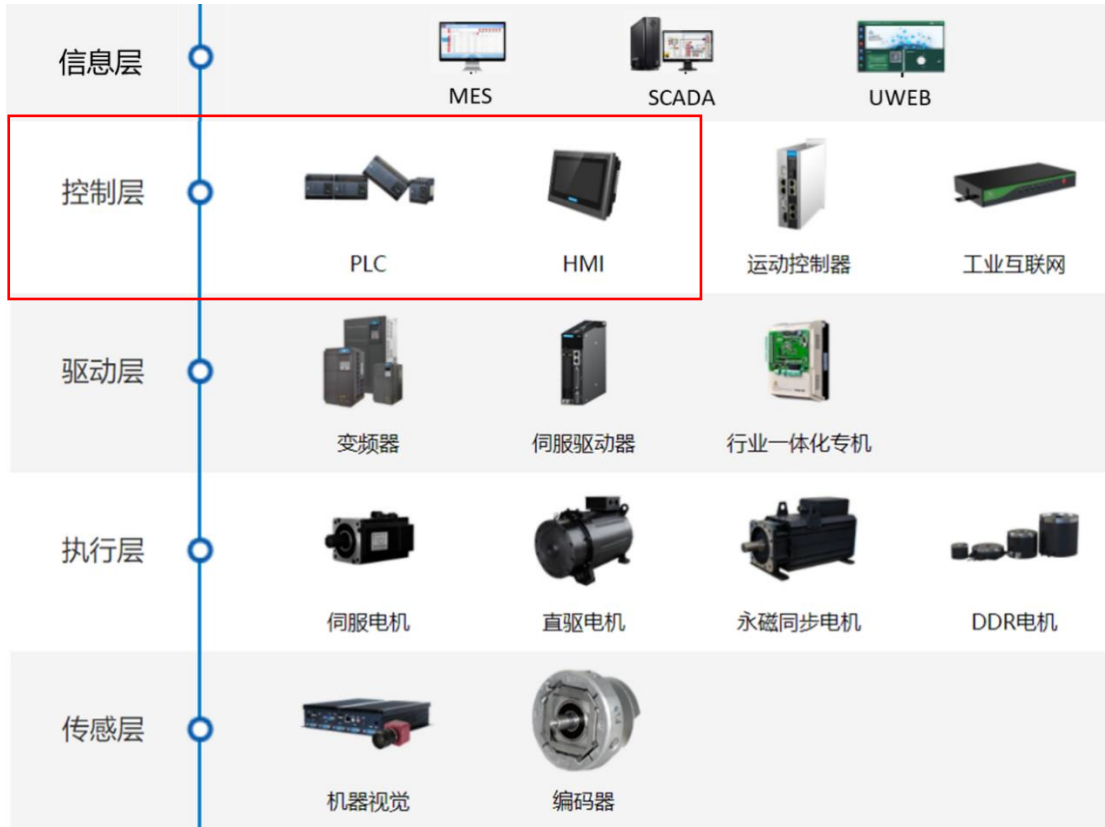 信息层
MES SCADA UWEB
控制层
PLC HMI 运动控制器 工业互联网
驱动层
变频器 伺服驱动器 行业一体化专机
执行层
伺服电机 直驱电机 永磁同步电机 DDR电机
传感层
机器视觉 编码器